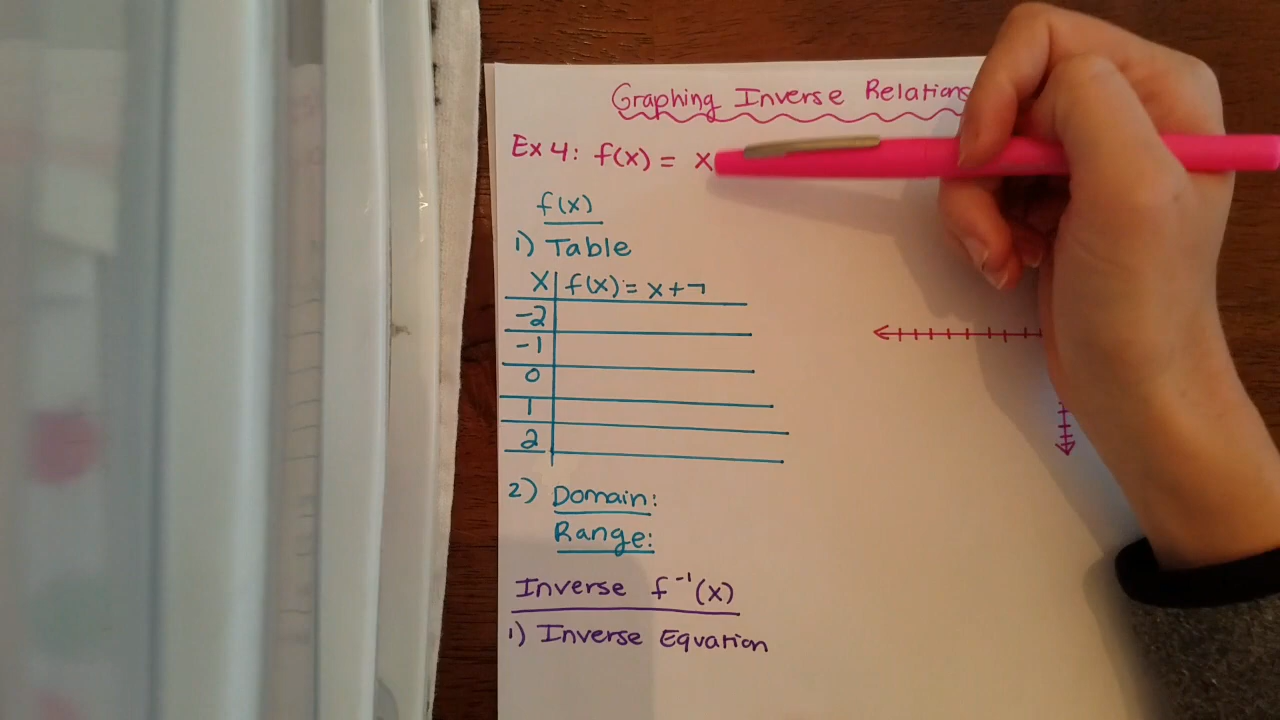 Graphing Inverse Relations
Ex 4: f(x) = x
f(x)
1) Table
x f(x) = x+7
-2
-1
0
1
2
2) Domain:
Range:
Inverse f⁻¹(x)
1) Inverse Equation